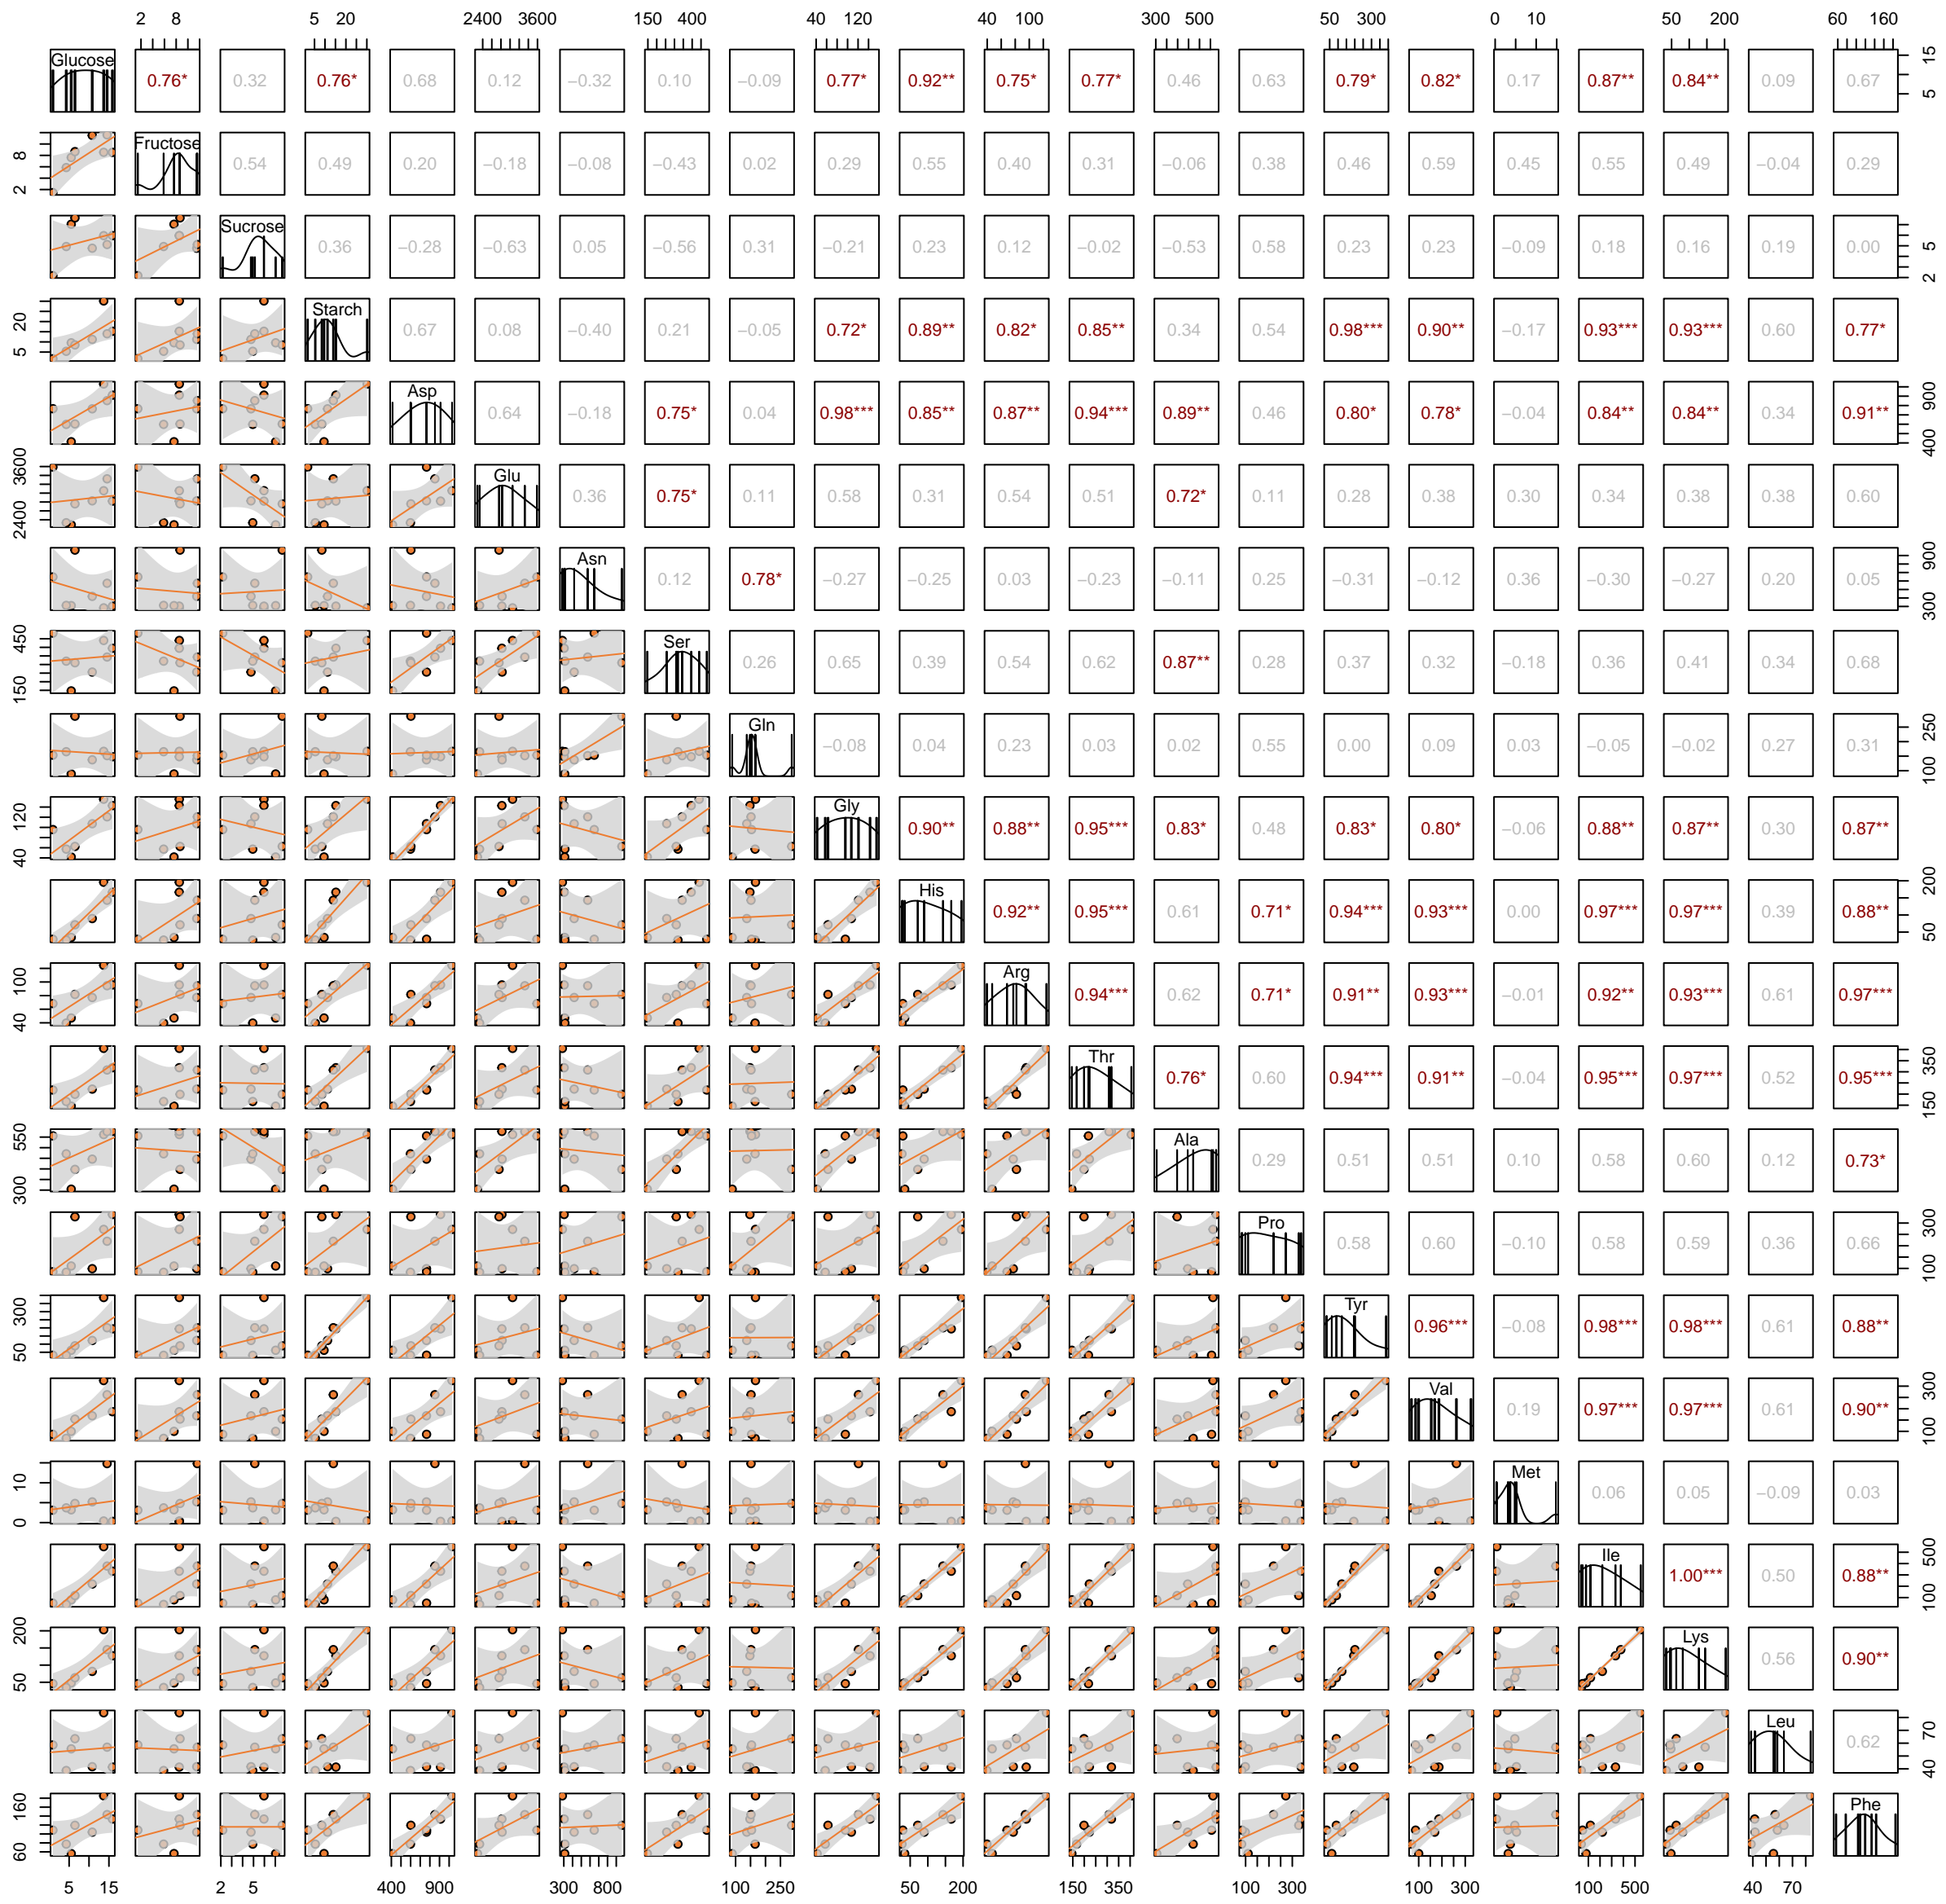 2 8 5 20 2400 3600 150 400 40 120 40 100 300 500 50 300 0 10 50 200 60 160
Glucose 0.76* 0.32 0.76* 0.68 0.12 −0.32 0.10 −0.09 0.77* 0.92** 0.75* 0.77* 0.46 0.63 0.79* 0.82* 0.17 0.87** 0.84** 0.09 0.67 5 15
2 8 Fructose 0.54 0.49 0.20 −0.18 −0.08 −0.43 0.02 0.29 0.55 0.40 0.31 −0.06 0.38 0.46 0.59 0.45 0.55 0.49 −0.04 0.29
Sucrose 0.36 −0.28 −0.63 0.05 −0.56 0.31 −0.21 0.23 0.12 −0.02 −0.53 0.58 0.23 0.23 −0.09 0.18 0.16 0.19 0.00 2 5
5 20 Starch 0.67 0.08 −0.40 0.21 −0.05 0.72* 0.89** 0.82* 0.85** 0.34 0.54 0.98*** 0.90** −0.17 0.93*** 0.93*** 0.60 0.77*
Asp 0.64 −0.18 0.75* 0.04 0.98*** 0.85** 0.87** 0.94*** 0.89** 0.46 0.80* 0.78* −0.04 0.84** 0.84** 0.34 0.91** 400 900
2400 3600 Glu 0.36 0.75* 0.11 0.58 0.31 0.54 0.51 0.72* 0.11 0.28 0.38 0.30 0.34 0.38 0.38 0.60
Asn 0.12 0.78* −0.27 −0.25 0.03 −0.23 −0.11 0.25 −0.31 −0.12 0.36 −0.30 −0.27 0.20 0.05 300 900
150 450 Ser 0.26 0.65 0.39 0.54 0.62 0.87** 0.28 0.37 0.32 −0.18 0.36 0.41 0.34 0.68
Gln −0.08 0.04 0.23 0.03 0.02 0.55 0.00 0.09 0.03 −0.05 −0.02 0.27 0.31 100 250
40 120 Gly 0.90** 0.88** 0.95*** 0.83* 0.48 0.83* 0.80* −0.06 0.88** 0.87** 0.30 0.87**
His 0.92** 0.95*** 0.61 0.71* 0.94*** 0.93*** 0.00 0.97*** 0.97*** 0.39 0.88** 50 200
40 100 Arg 0.94*** 0.62 0.71* 0.91** 0.93*** −0.01 0.92** 0.93*** 0.61 0.97***
Thr 0.76* 0.60 0.94*** 0.91** −0.04 0.95*** 0.97*** 0.52 0.95*** 150 350
300 550 Ala 0.29 0.51 0.51 0.10 0.58 0.60 0.12 0.73*
Pro 0.58 0.60 −0.10 0.58 0.59 0.36 0.66 100 300
50 300 Tyr 0.96*** −0.08 0.98*** 0.98*** 0.61 0.88**
Val 0.19 0.97*** 0.97*** 0.61 0.90** 100 300
0 10 Met 0.06 0.05 −0.09 0.03
Ile 1.00*** 0.50 0.88** 100 500
50 200 Lys 0.56 0.90**
Leu 0.62 40 70
60 160 Phe
5 15 2 5 400 900 300 800 100 250 50 200 150 350 100 300 100 300 100 500 40 70